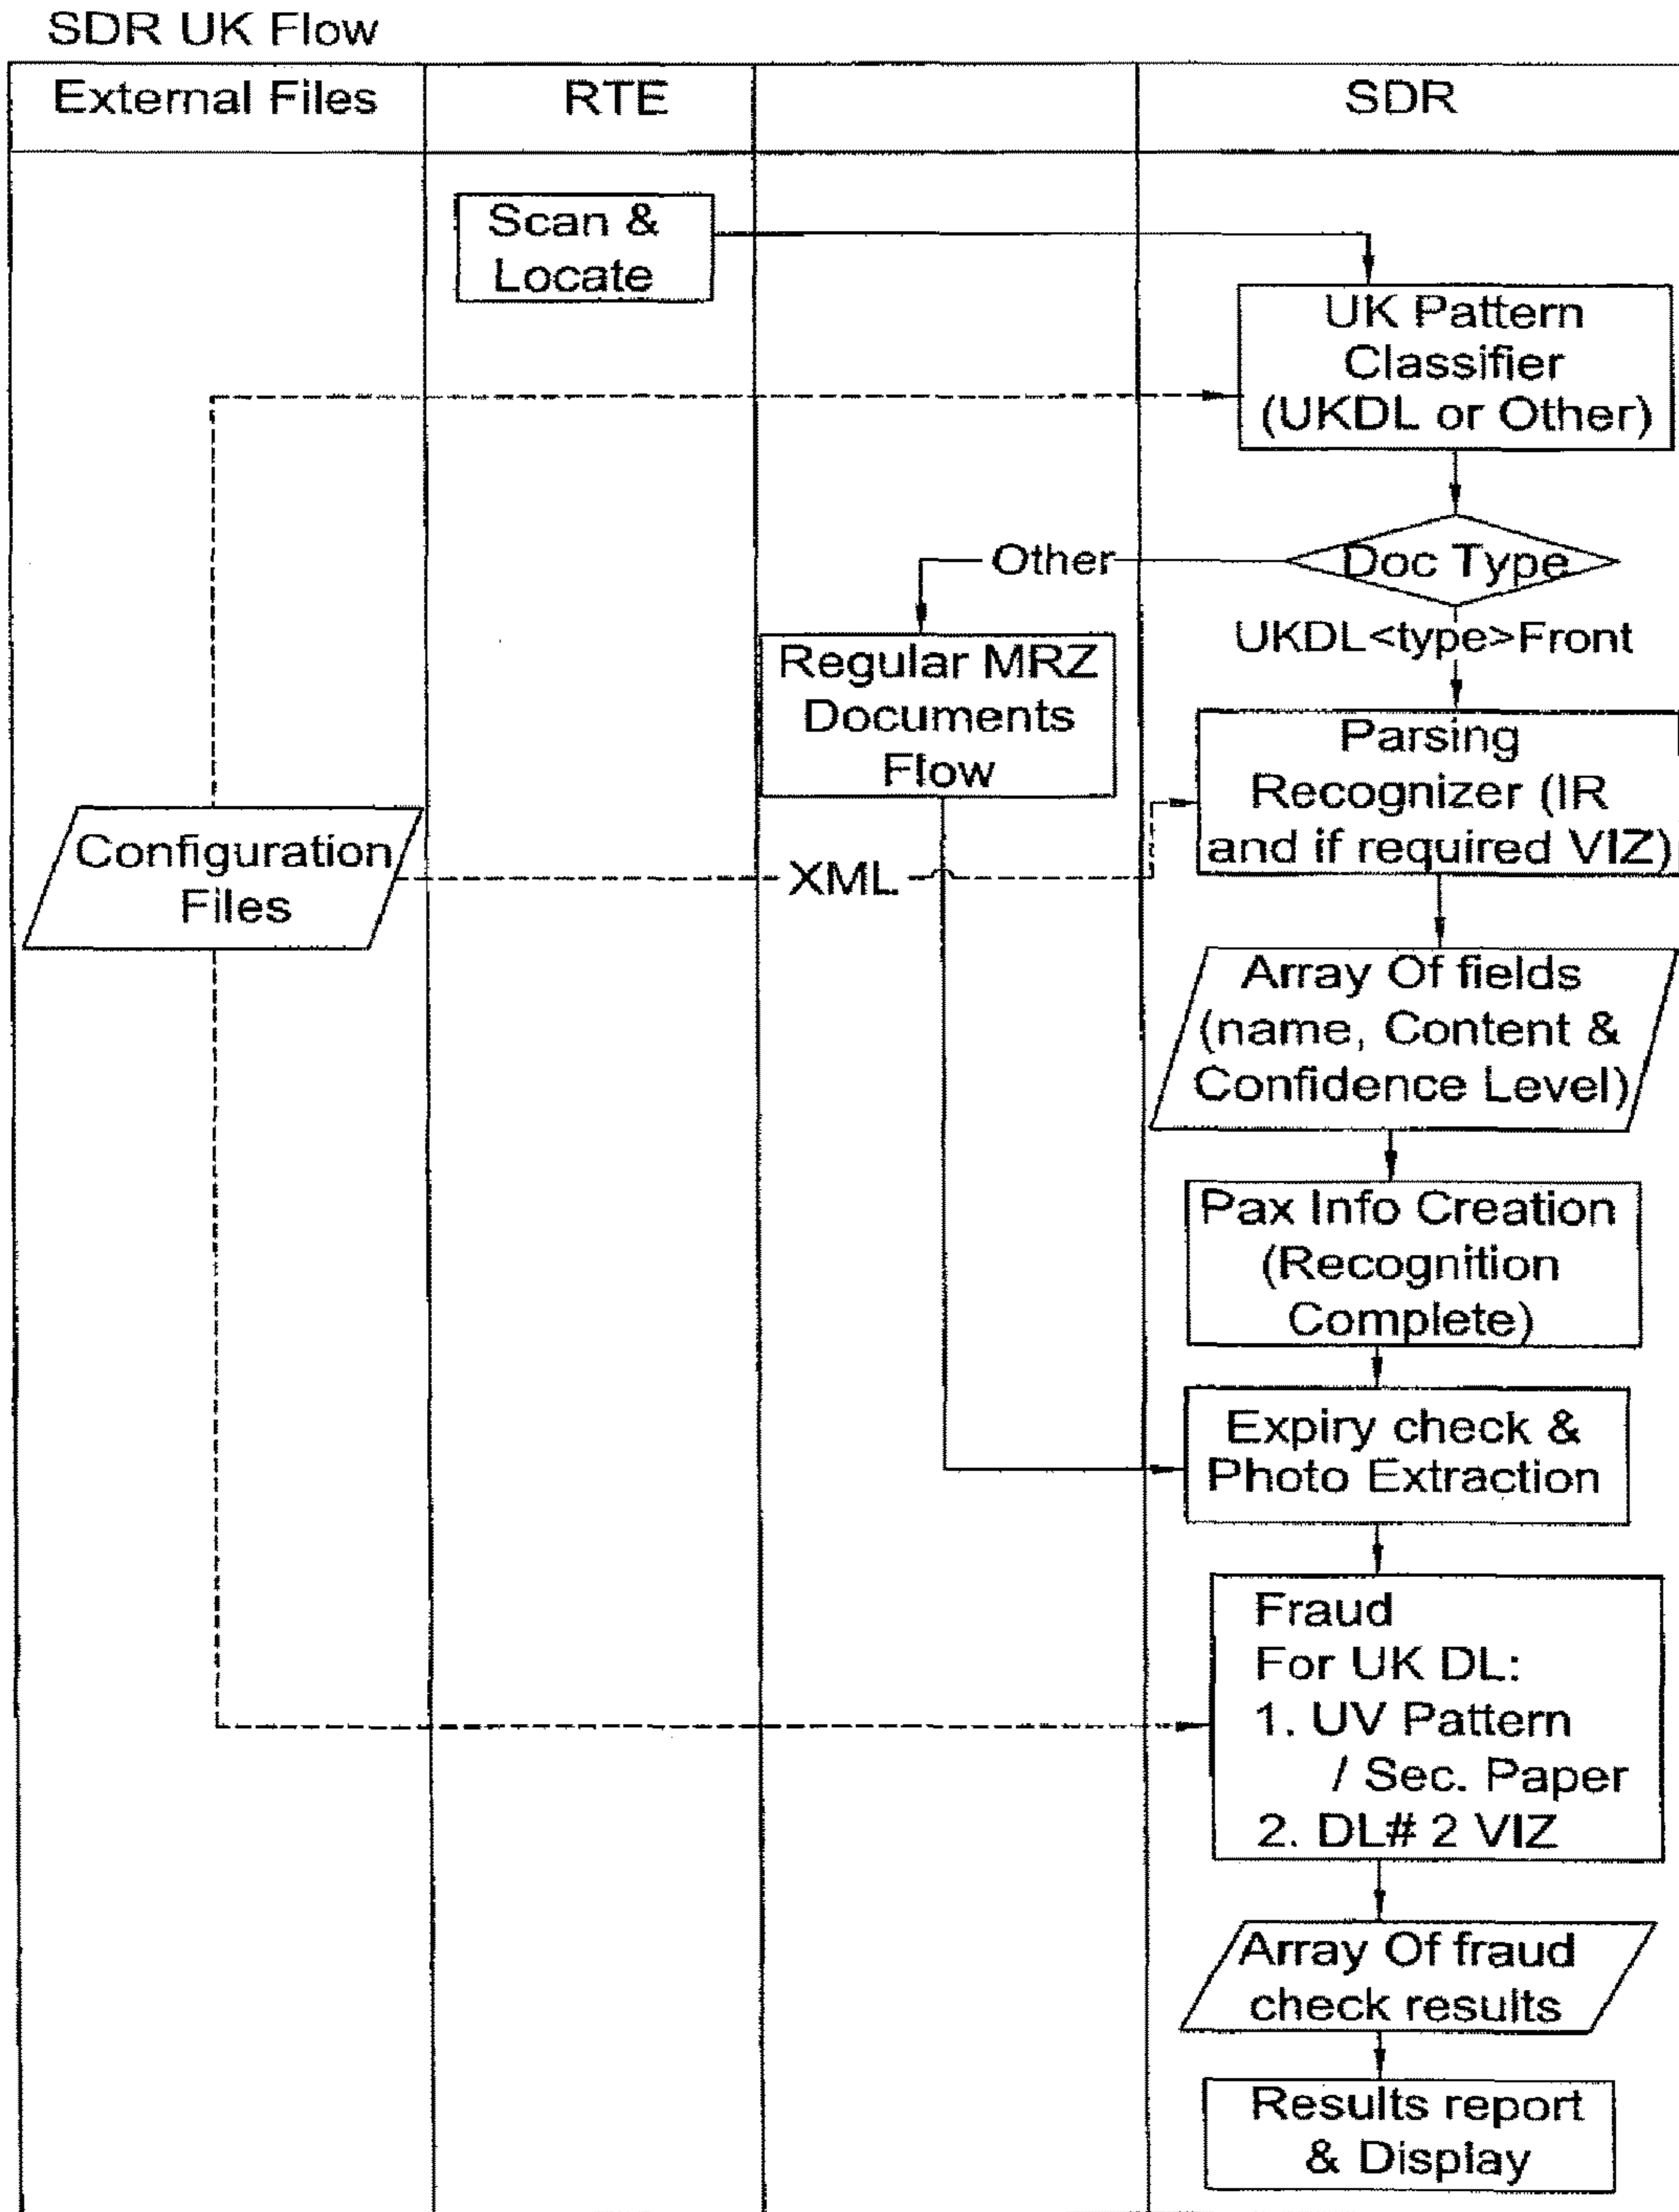 SDR UK Flow
External Files
RTE
SDR
Scan &
Locate
UK Pattern
Classifier
(UKDL or Other)
Doc Type
Other
UKDL<type>Front
Regular MRZ
Documents
Flow
Parsing
Recognizer (IR
and if required VIZ)
Configuration
Files
XML
Array Of fields
(name, Content &
Confidence Level)
Pax Info Creation
(Recognition
Complete)
Expiry check &
Photo Extraction
Fraud
For UK DL:
1. UV Pattern
/ Sec. Paper
2. DL# 2 VIZ
Array Of fraud
check results
Results report
& Display